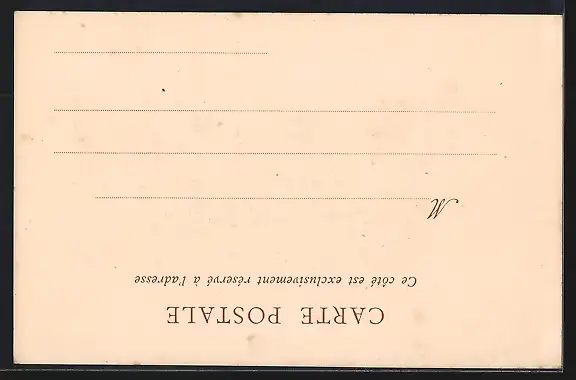 CARTE POSTALE
Ce côté est exclusivement réservé à l'adresse
M